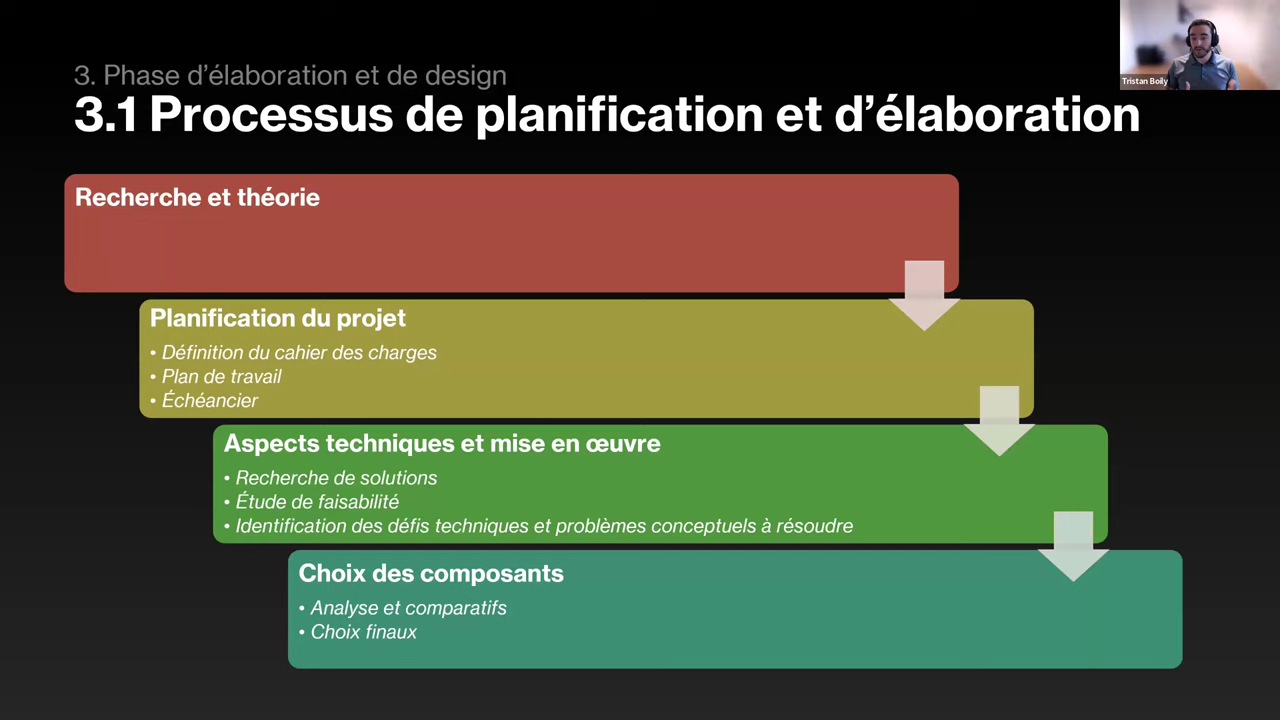 3. Phase d’élaboration et de design
3.1 Processus de planification et d’élaboration
Tristan Boily
Recherche et théorie
Planification du projet
• Définition du cahier des charges
• Plan de travail
• Échéancier
Aspects techniques et mise en œuvre
• Recherche de solutions
• Étude de faisabilité
• Identification des défis techniques et problèmes conceptuels à résoudre
Choix des composants
• Analyse et comparatifs
• Choix finaux